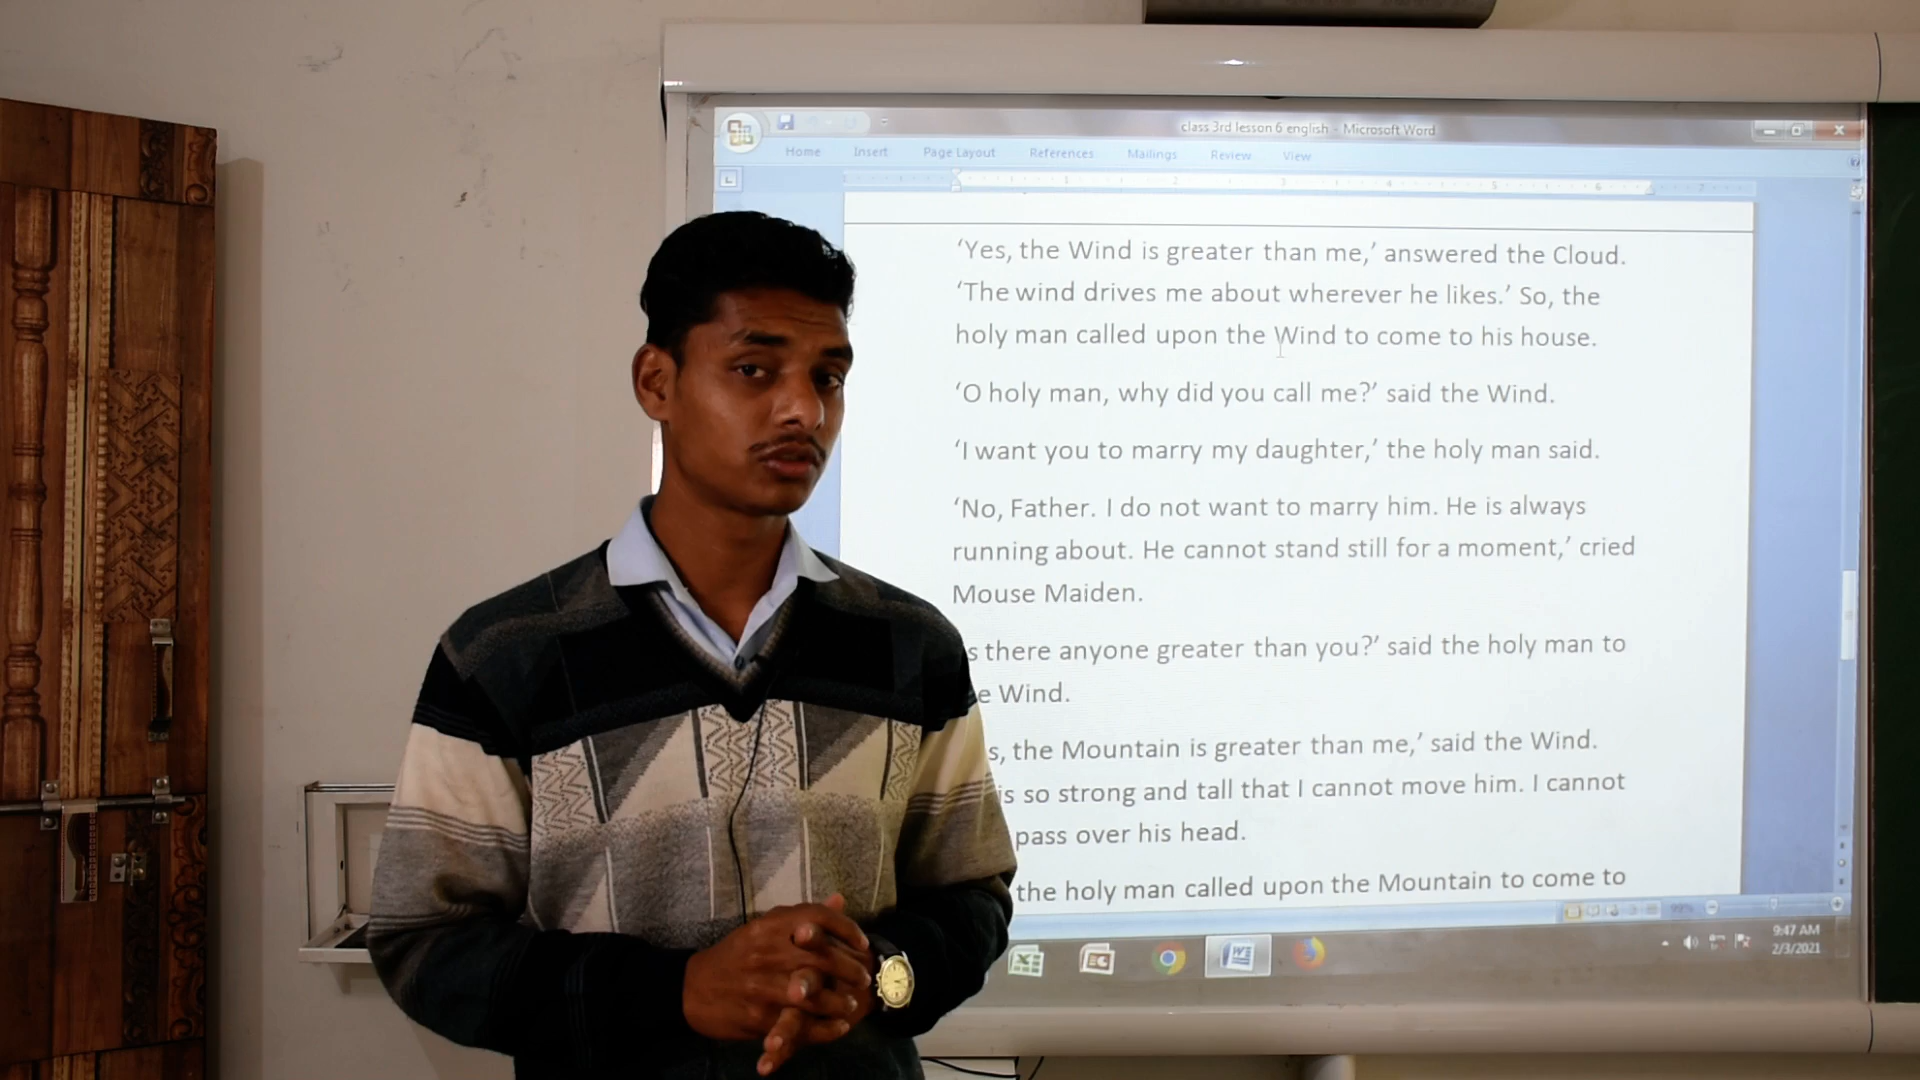 class 3rd lesson 6 english - Microsoft Word
Home Insert Page Layout References Mailings Review View
‘Yes, the Wind is greater than me,’ answered the Cloud.
‘The wind drives me about wherever he likes.’ So, the
holy man called upon the Wind to come to his house.
‘O holy man, why did you call me?’ said the Wind.
‘I want you to marry my daughter,’ the holy man said.
‘No, Father. I do not want to marry him. He is always
running about. He cannot stand still for a moment,’ cried
Mouse Maiden.
s there anyone greater than you?’ said the holy man to
e Wind.
s, the Mountain is greater than me,’ said the Wind.
is so strong and tall that I cannot move him. I cannot
pass over his head.
the holy man called upon the Mountain to come to
9:47 AM
2/3/2021